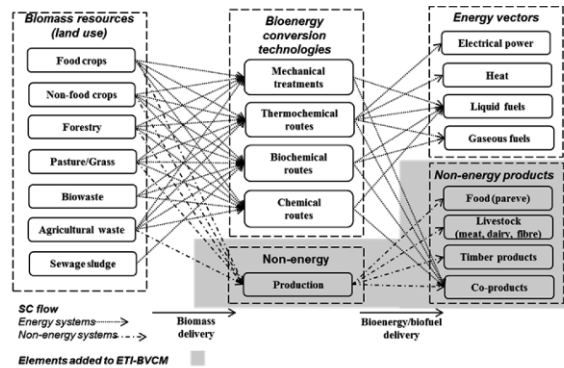 Biomass resources
(land use)
Food crops
Non-food crops
Forestry
Pasture/Grass
Biowaste
Agricultural waste
Sewage sludge
Bioenergy
conversion
technologies
Mechanical
treatments
Thermochemical
routes
Biochemical
routes
Chemical
routes
Non-energy
Production
Energy vectors
Electrical power
Heat
Liquid fuels
Gaseous fuels
Non-energy products
Food (pareve)
Livestock
(meat, dairy, fibre)
Timber products
Co-products
SC flow
Energy systems
Non-energy systems
Biomass
delivery
Bioenergy/biofuel
delivery
Elements added to ETI-BVCM